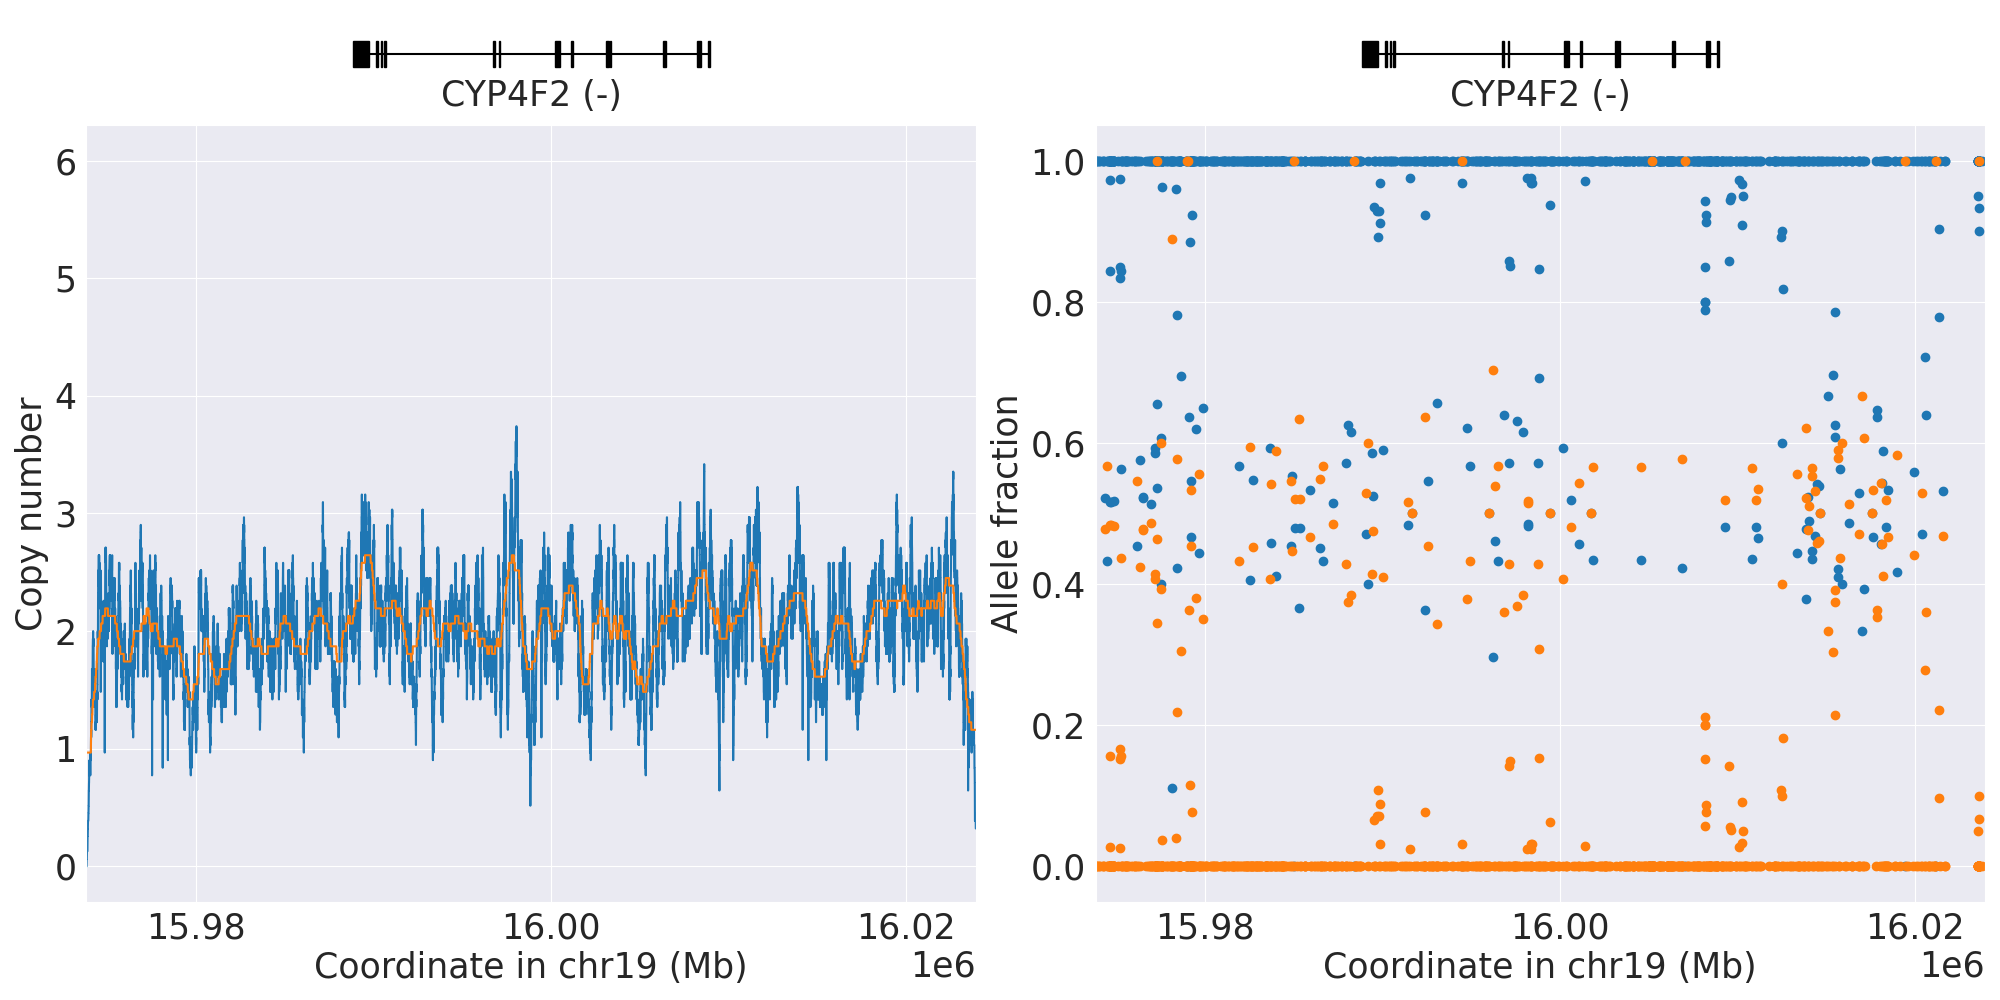 CYP4F2 (-)
CYP4F2 (-)
Copy number
6
5
4
3
2
1
0
15.98
16.00
16.02
Coordinate in chr19 (Mb)
1e6
Allele fraction
1.0
0.8
0.6
0.4
0.2
0.0
15.98
16.00
16.02
Coordinate in chr19 (Mb)
1e6